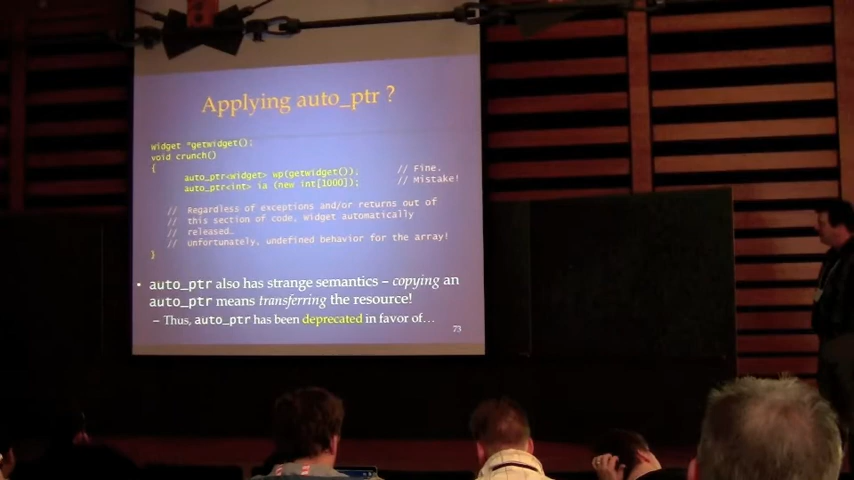 Applying auto_ptr ?
Widget *getwidget();
void crunch()
{
auto_ptr<widget> wp(getwidget()); // Fine.
auto_ptr<int> ia (new int[1000]); // Mistake!
// Regardless of exceptions and/or returns out of
// this section of code, Widget automatically
// released…
// Unfortunately, undefined behavior for the array!
}
• auto_ptr also has strange semantics – copying an
auto_ptr means transferring the resource!
– Thus, auto_ptr has been deprecated in favor of…
73